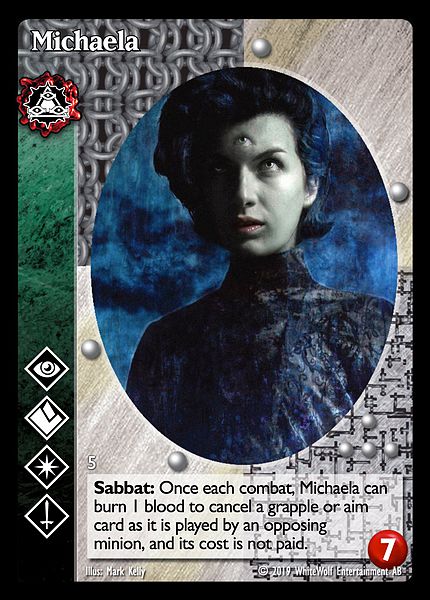 Michaela
5
Sabbat: Once each combat, Michaela can
burn 1 blood to cancel a grapple or aim
card as it is played by an opposing
minion, and its cost is not paid.
7
Illus: Mark Kelly © 2019 WhiteWolf Entertainment AB